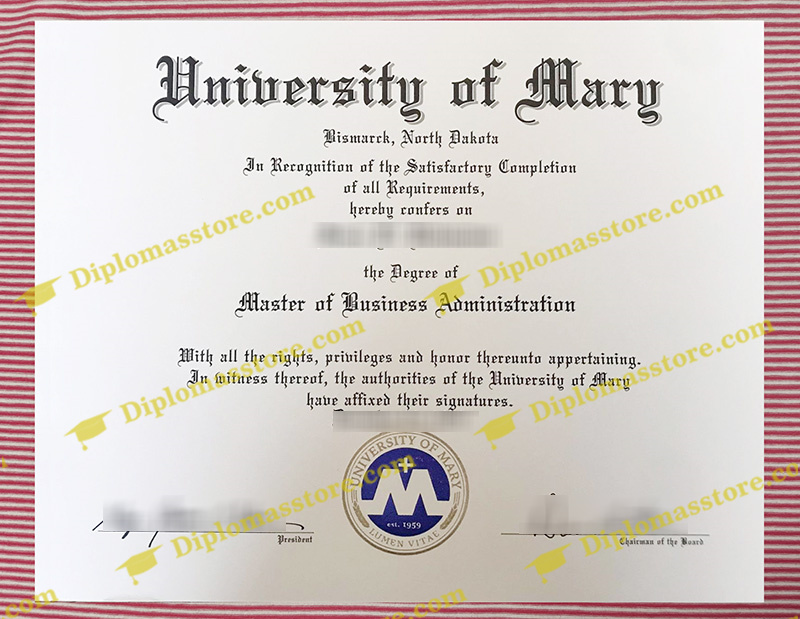 University of Mary
Bismarck, North Dakota
In Recognition of the Satisfactory Completion
of all Requirements,
hereby confers on
the Degree of
Master of Business Administration
With all the rights, privileges and honor thereunto appertaining.
In witness thereof, the authorities of the University of Mary
have affixed their signatures.
UNIVERSITY OF MARY
est. 1959
LUMEN VITAE
President
Chairman of the Board
Diplomasstore.com
Diplomasstore.com
Diplomasstore.com
Diplomasstore.com
Diplomasstore.com
Diplomasstore.com
.com